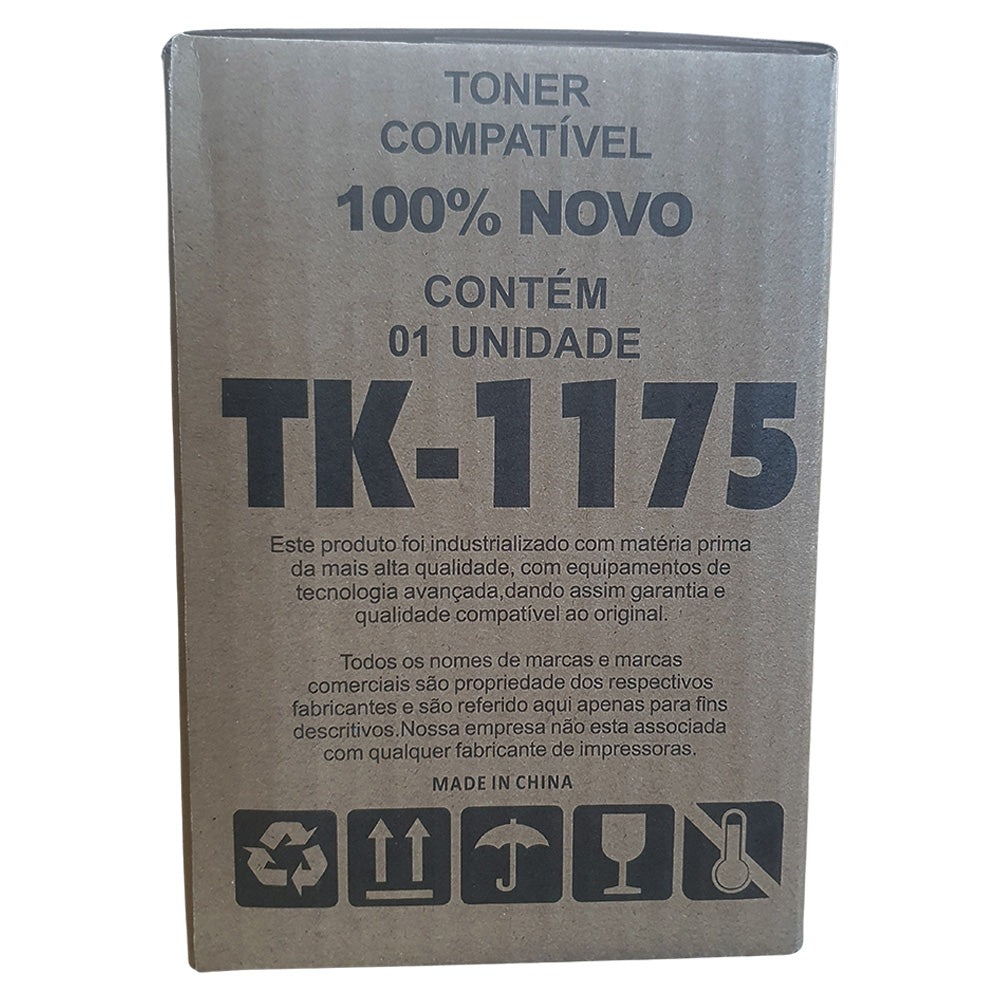 TONER
COMPATÍVEL
100% NOVO
CONTÉM
01 UNIDADE
TK-1175
Este produto foi industrializado com matéria prima
da mais alta qualidade, com equipamentos de
tecnologia avançada,dando assim garantia e
qualidade compatível ao original.
Todos os nomes de marcas e marcas
comerciais são propriedade dos respectivos
fabricantes e são referido aqui apenas para fins
descritivos.Nossa empresa não esta associada
com qualquer fabricante de impressoras.
MADE IN CHINA